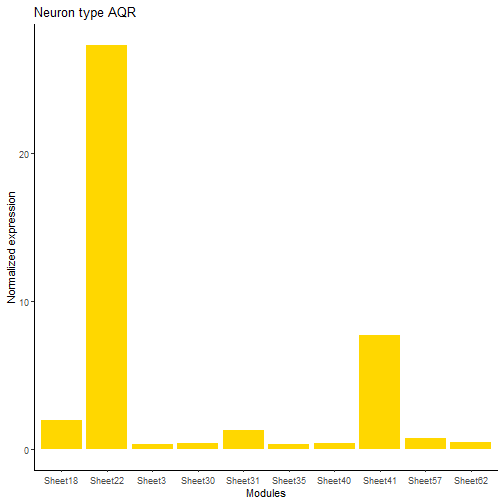 Neuron type AQR
Normalized expression
20
10
0
Sheet18 Sheet22 Sheet3 Sheet30 Sheet31 Sheet35 Sheet40 Sheet41 Sheet57 Sheet62
Modules